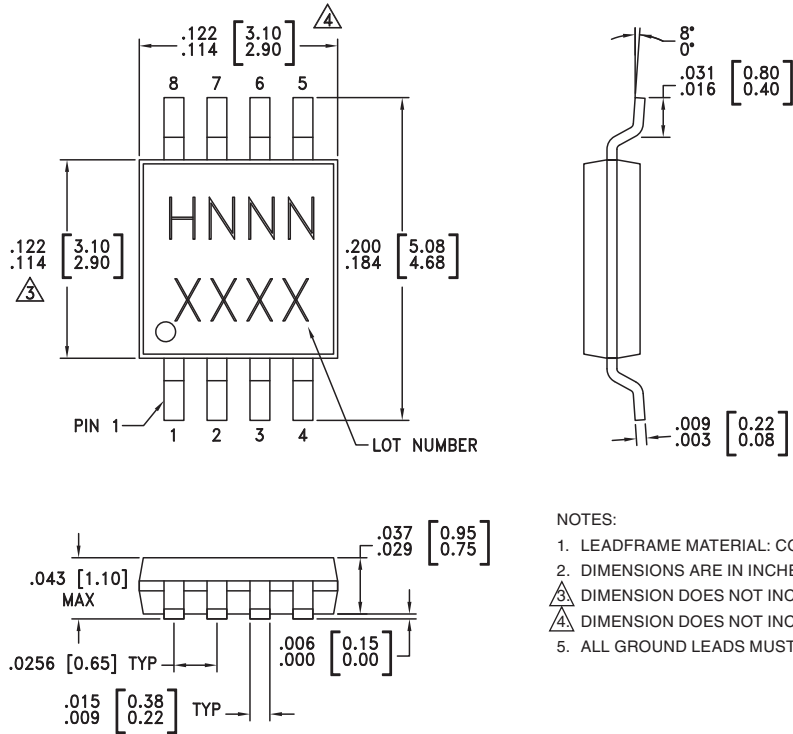 .122 [3.10]
.114 [2.90]
4
8 7 6 5
HNNN
XXXX
.122 [3.10]
.114 [2.90]
3
.200 [5.08]
.184 [4.68]
PIN 1
1 2 3 4
LOT NUMBER
8°
0°
.031 [0.80]
.016 [0.40]
.009 [0.22]
.003 [0.08]
.037 [0.95]
.029 [0.75]
.043 [1.10]
MAX
.0256 [0.65] TYP
.006 [0.15]
.000 [0.00]
.015 [0.38]
.009 [0.22]
TYP
NOTES:
1. LEADFRAME MATERIAL: CO
2. DIMENSIONS ARE IN INCHE
3. DIMENSION DOES NOT INC
4. DIMENSION DOES NOT INC
5. ALL GROUND LEADS MUST